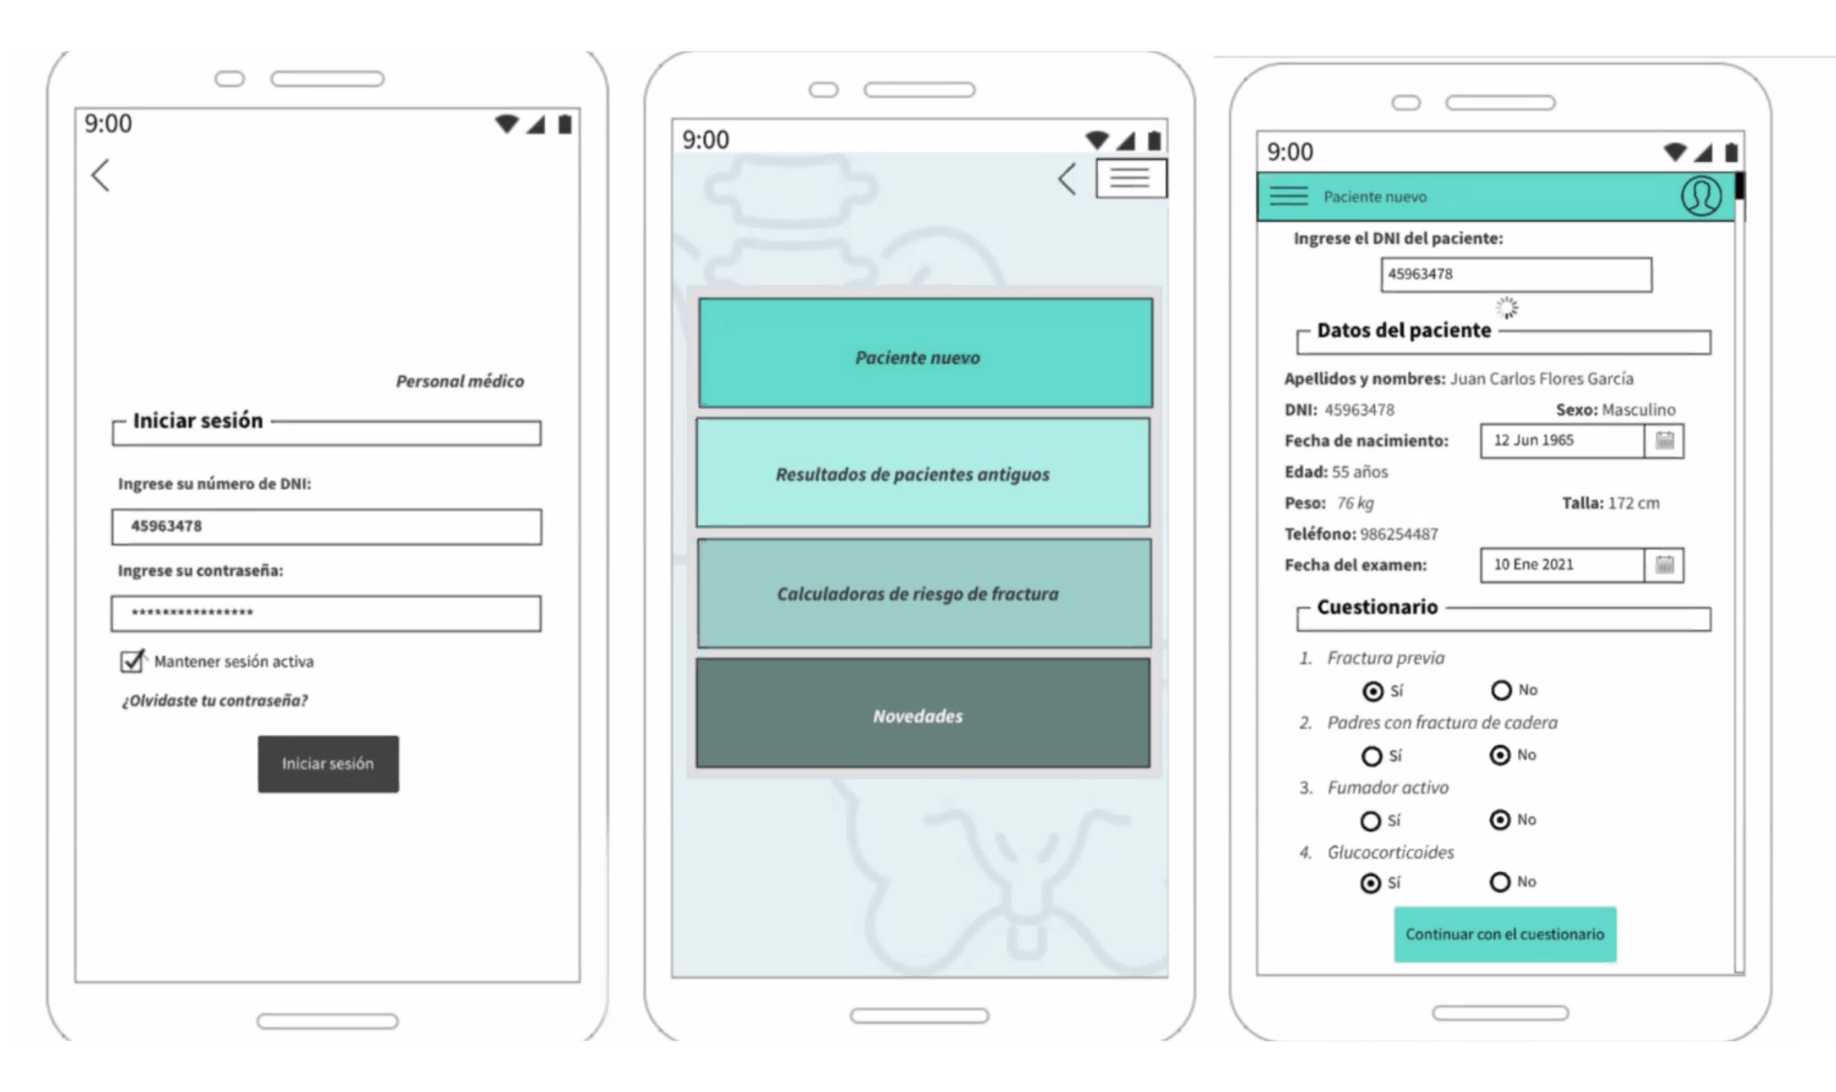 9:00
Personal médico
Iniciar sesión
Ingrese su número de DNI:
45963478
Ingrese su contraseña:
****************
Mantener sesión activa
¿Olvidaste tu contraseña?
Iniciar sesión
9:00
Paciente nuevo
Resultados de pacientes antiguos
Calculadoras de riesgo de fractura
Novedades
9:00
Paciente nuevo
Ingrese el DNI del paciente:
45963478
Datos del paciente
Apellidos y nombres: Juan Carlos Flores García
DNI: 45963478 Sexo: Masculino
Fecha de nacimiento: 12 Jun 1965
Edad: 55 años
Peso: 76 kg Talla: 172 cm
Teléfono: 986254487
Fecha del examen: 10 Ene 2021
Cuestionario
1. Fractura previa
Sí No
2. Padres con fractura de cadera
Sí No
3. Fumador activo
Sí No
4. Glucocorticoides
Sí No
Continuar con el cuestionario